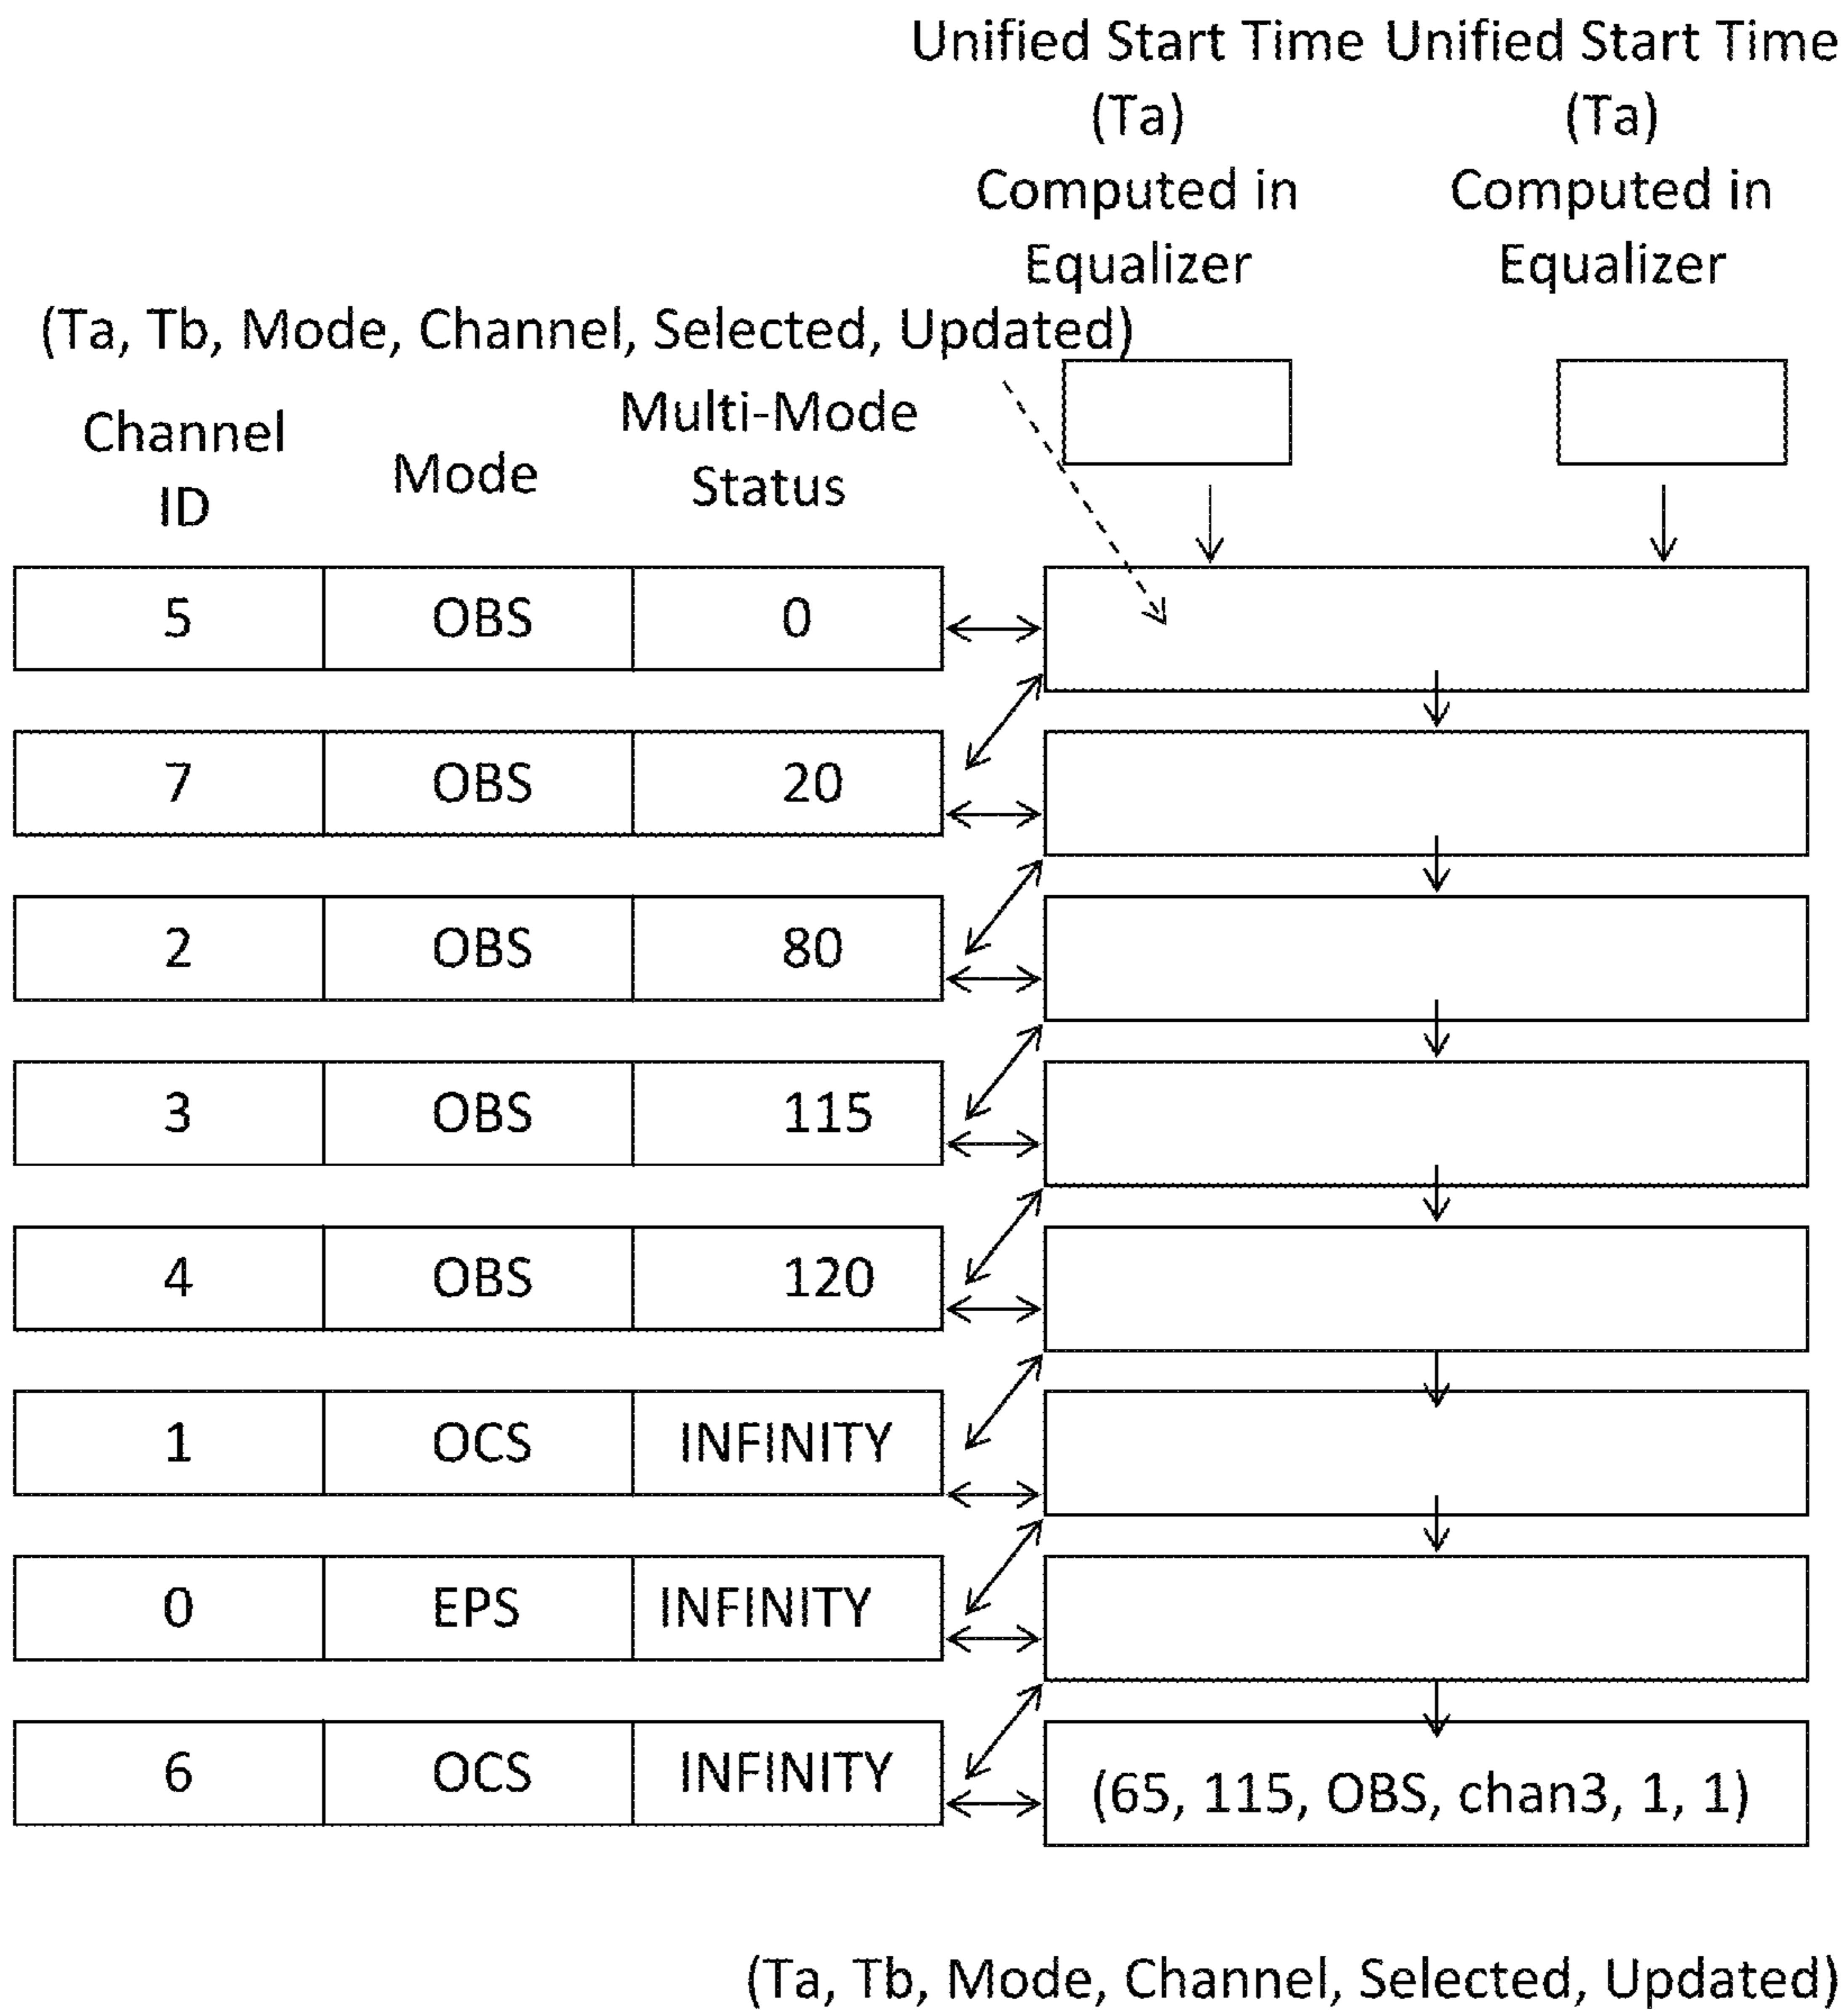 Unified Start Time Unified Start Time
(Ta) (Ta)
Computed in Computed in
Equalizer Equalizer
(Ta, Tb, Mode, Channel, Selected, Updated)
Channel
ID
Mode
Multi-Mode
Status
5 OBS 0
7 OBS 20
2 OBS 80
3 OBS 115
4 OBS 120
1 OCS INFINITY
0 EPS INFINITY
6 OCS INFINITY (65, 115, OBS, chan3, 1, 1)
(Ta, Tb, Mode, Channel, Selected, Updated)